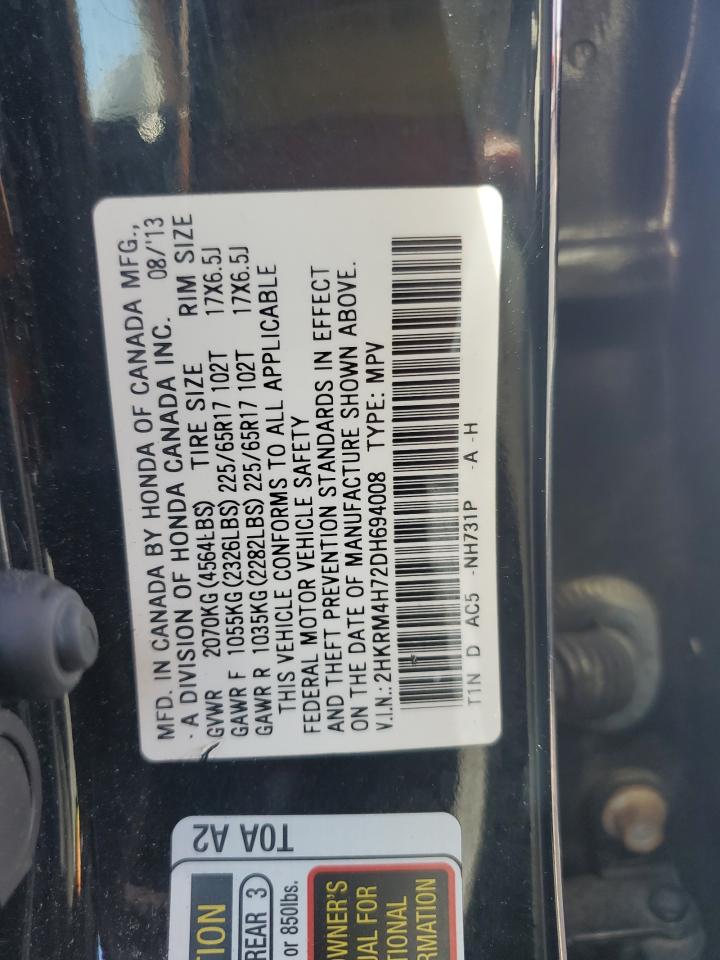 MFD. IN CANADA BY HONDA OF CANADA MFG.,
- A DIVISION OF HONDA CANADA INC. 08/'13
GVWR 2070KG (4564LBS) TIRE SIZE RIM SIZE
GAWR F 1055KG (2326LBS) 225/65R17 102T 17X6.5J
GAWR R 1035KG (2282LBS) 225/65R17 102T 17X6.5J
THIS VEHICLE CONFORMS TO ALL APPLICABLE
FEDERAL MOTOR VEHICLE SAFETY
AND THEFT PREVENTION STANDARDS IN EFFECT
ON THE DATE OF MANUFACTURE SHOWN ABOVE.
V.I.N.: 2HKRM4H72DH694008 TYPE: MPV
T1N D AC5 -NH731P -A -H
T0A A2
ION
REAR 3
or 850lbs.
OWNER'S
UAL FOR
TIONAL
RMATION